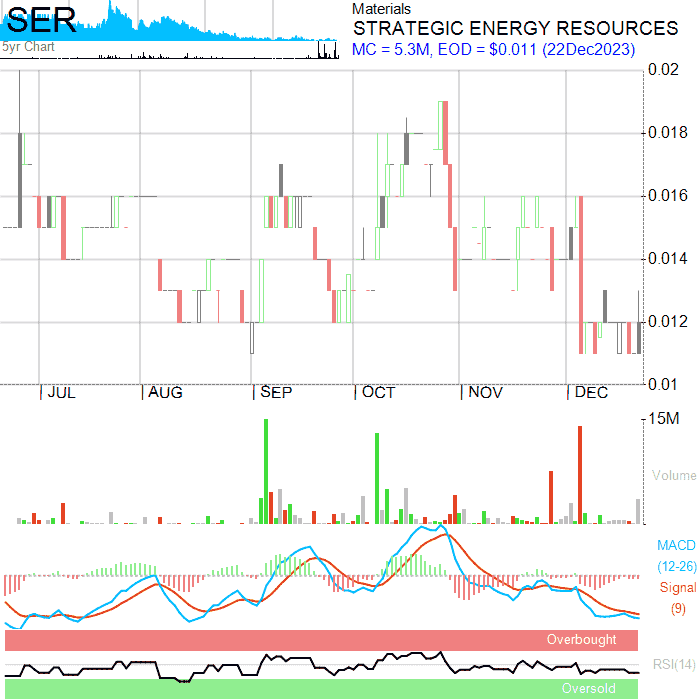 SER
5yr Chart
Materials
STRATEGIC ENERGY RESOURCES
MC = 5.3M, EOD = $0.011 (22Dec2023)
0.02
0.018
0.016
0.014
0.012
0.01
JUL AUG SEP OCT NOV DEC
15M
Volume
MACD
(12-26)
Signal
(9)
Overbought
RSI(14)
Oversold